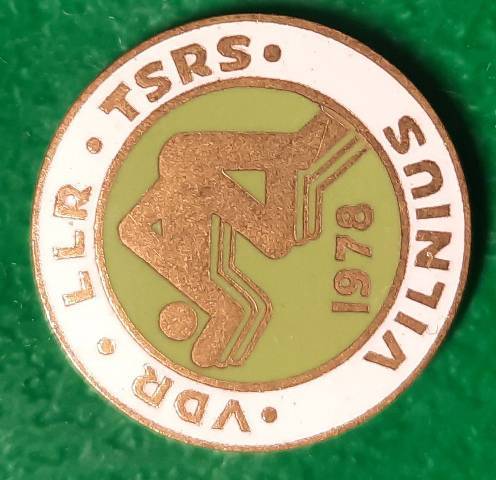 VDR • LLR • TSRS •
VILNIUS
1978